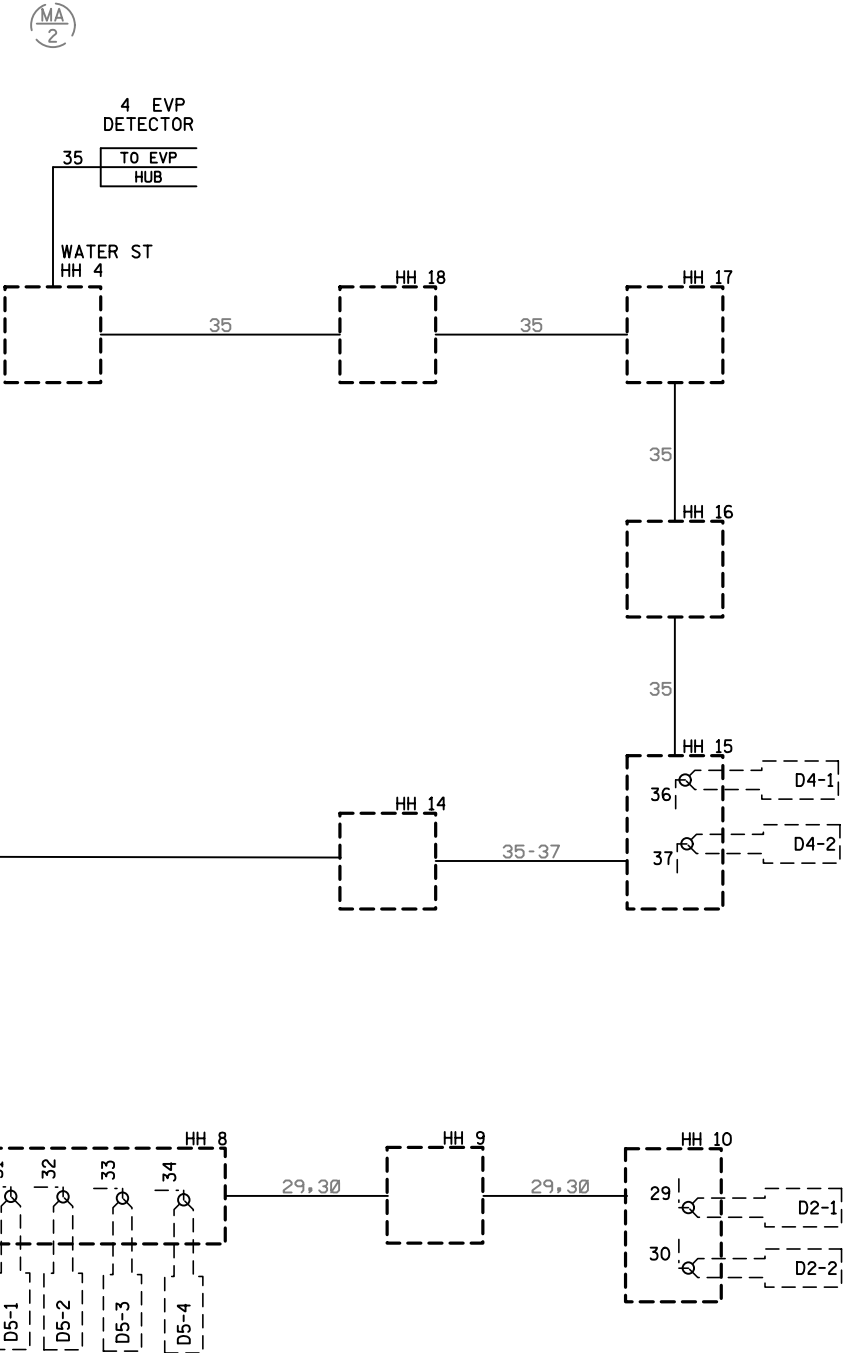 MA
2
4 EVP
DETECTOR
35
TO EVP
HUB
WATER ST
HH 4
HH 18
HH 17
35
35
35
HH 16
35
HH 15
36
D4-1
HH 14
35-37
37
D4-2
HH 8
HH 9
HH 10
32
33
34
29,30
29,30
29
D2-1
30
D2-2
D5-1
D5-2
D5-3
D5-4